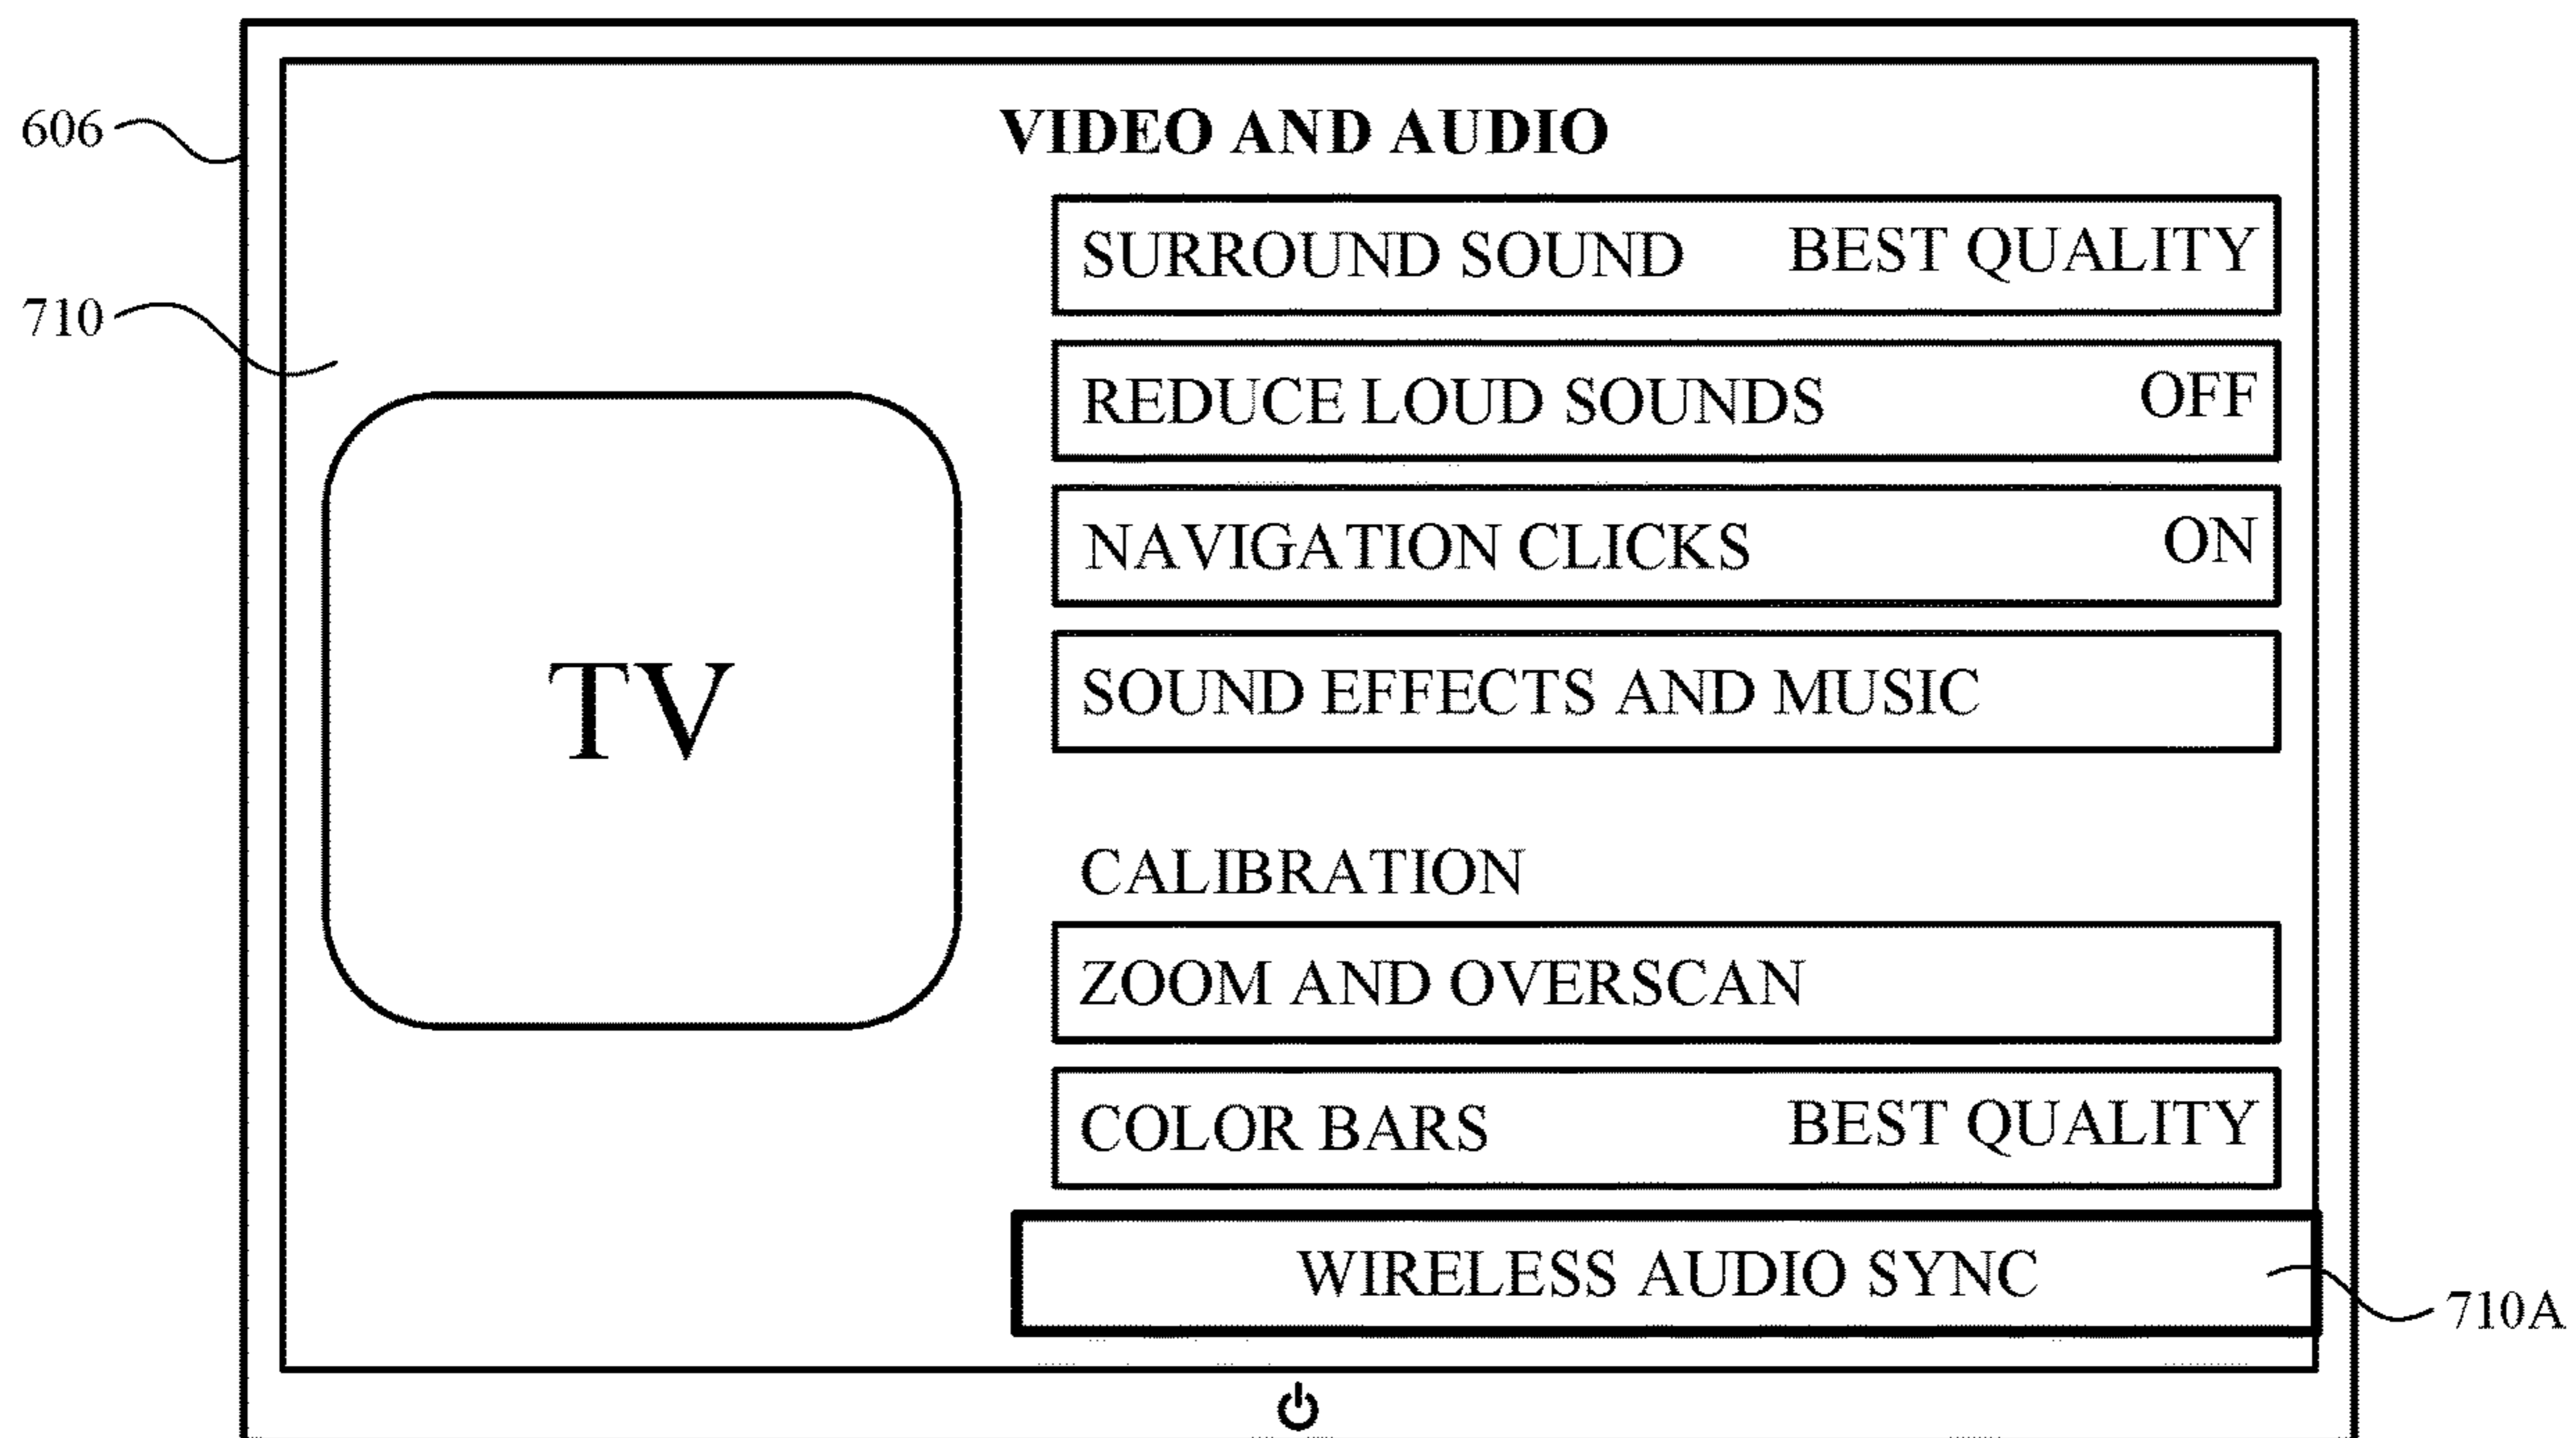 VIDEO AND AUDIO
606
SURROUND SOUND BEST QUALITY
710
REDUCE LOUD SOUNDS OFF
NAVIGATION CLICKS ON
TV
SOUND EFFECTS AND MUSIC
CALIBRATION
ZOOM AND OVERSCAN
COLOR BARS BEST QUALITY
WIRELESS AUDIO SYNC
710A